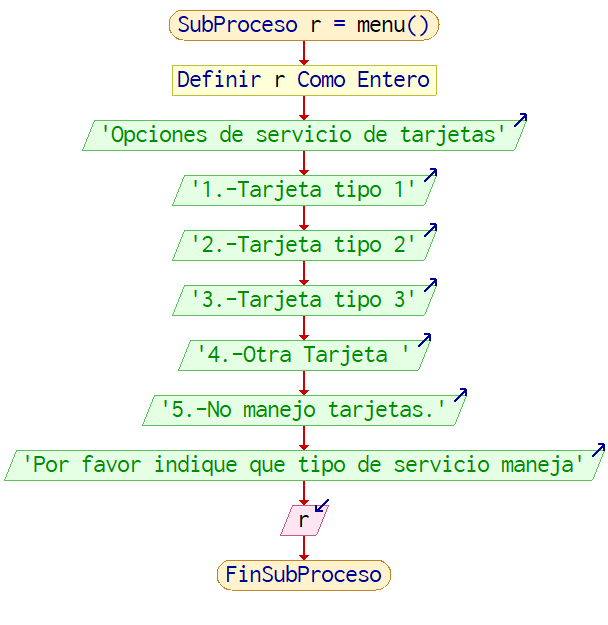 SubProceso r = menu()
Definir r Como Entero
'Opciones de servicio de tarjetas'
'1.-Tarjeta tipo 1'
'2.-Tarjeta tipo 2'
'3.-Tarjeta tipo 3'
'4.-Otra Tarjeta '
'5.-No manejo tarjetas.'
'Por favor indique que tipo de servicio maneja'
r
FinSubProceso